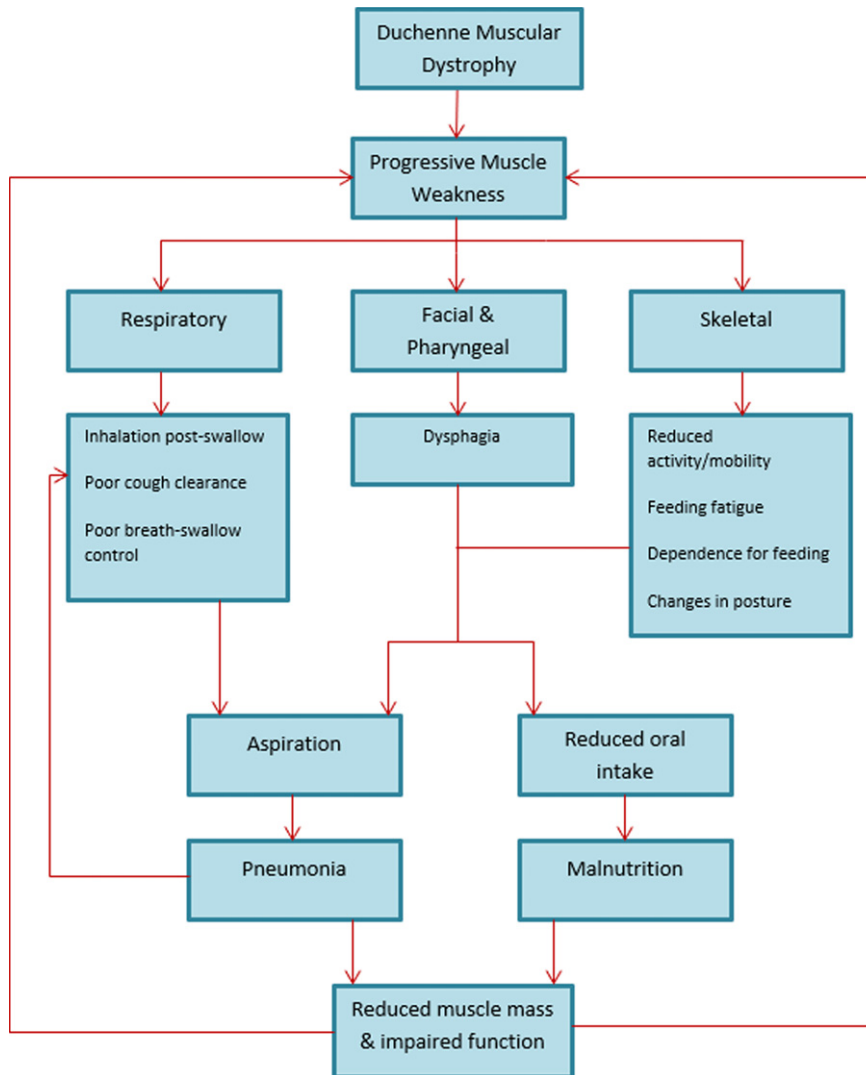 Duchenne Muscular
Dystrophy
Progressive Muscle
Weakness
Respiratory
Facial &
Pharyngeal
Skeletal
Inhalation post-swallow
Poor cough clearance
Poor breath-swallow
control
Dysphagia
Reduced
activity/mobility
Feeding fatigue
Dependence for feeding
Changes in posture
Aspiration
Reduced oral
intake
Pneumonia
Malnutrition
Reduced muscle mass
& impaired function